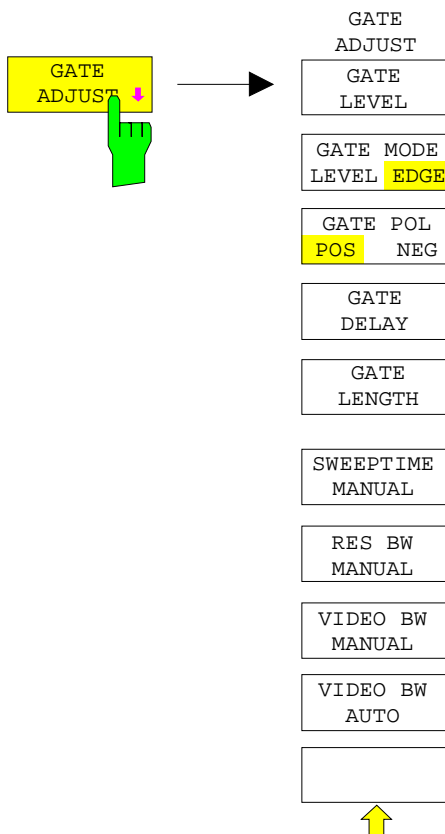 GATE
ADJUST
GATE
ADJUST
GATE
LEVEL
GATE MODE
LEVEL EDGE
GATE POL
POS NEG
GATE
DELAY
GATE
LENGTH
SWEEPTIME
MANUAL
RES BW
MANUAL
VIDEO BW
MANUAL
VIDEO BW
AUTO